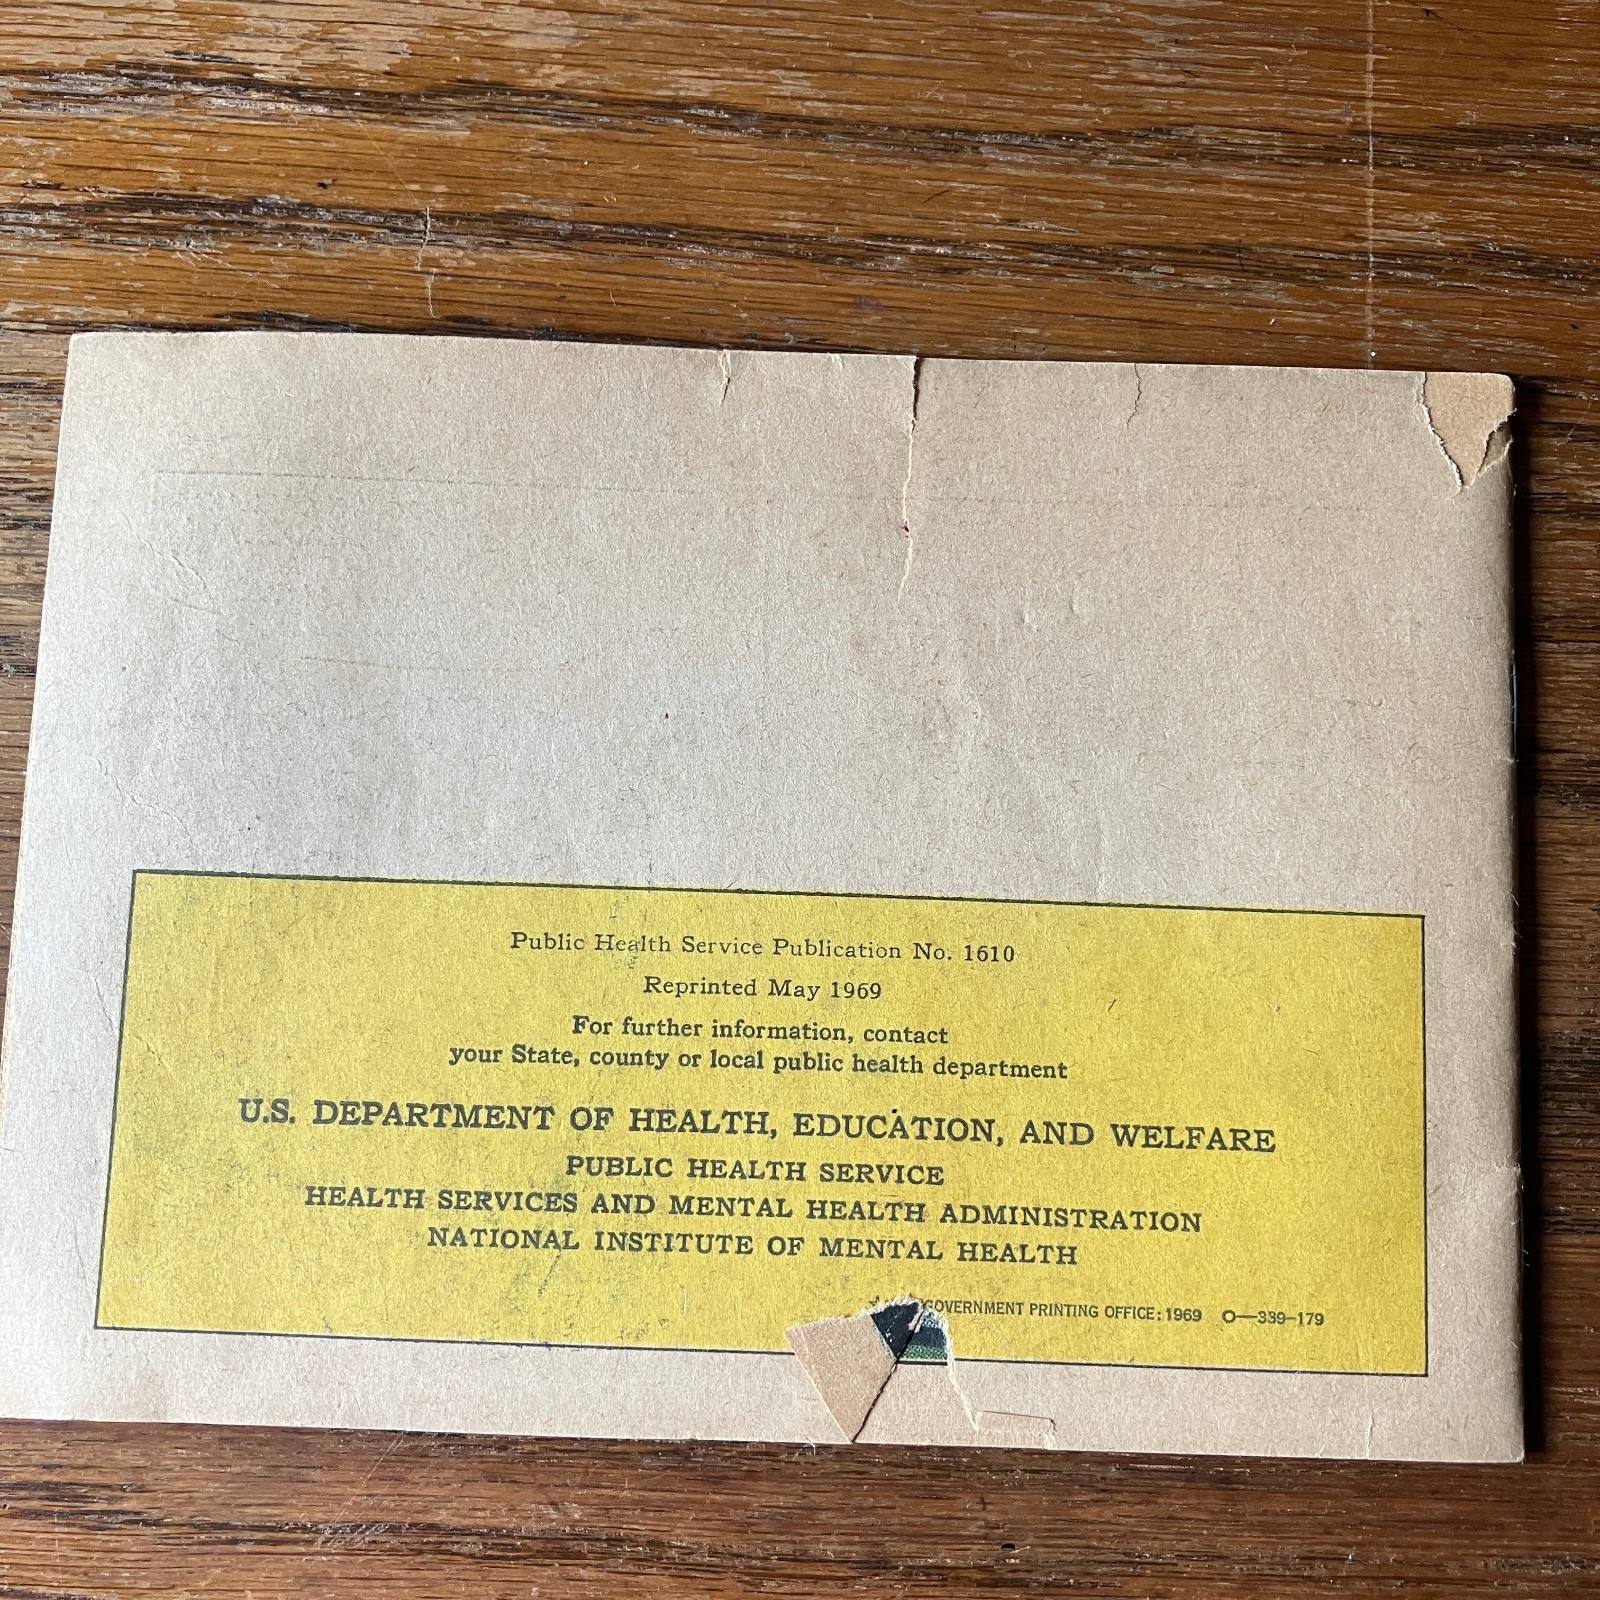 Public Health Service Publication No. 1610
Reprinted May 1969
For further information, contact
your State, county or local public health department
U.S. DEPARTMENT OF HEALTH, EDUCATION, AND WELFARE
PUBLIC HEALTH SERVICE
HEALTH SERVICES AND MENTAL HEALTH ADMINISTRATION
NATIONAL INSTITUTE OF MENTAL HEALTH
GOVERNMENT PRINTING OFFICE: 1969 O—339-179